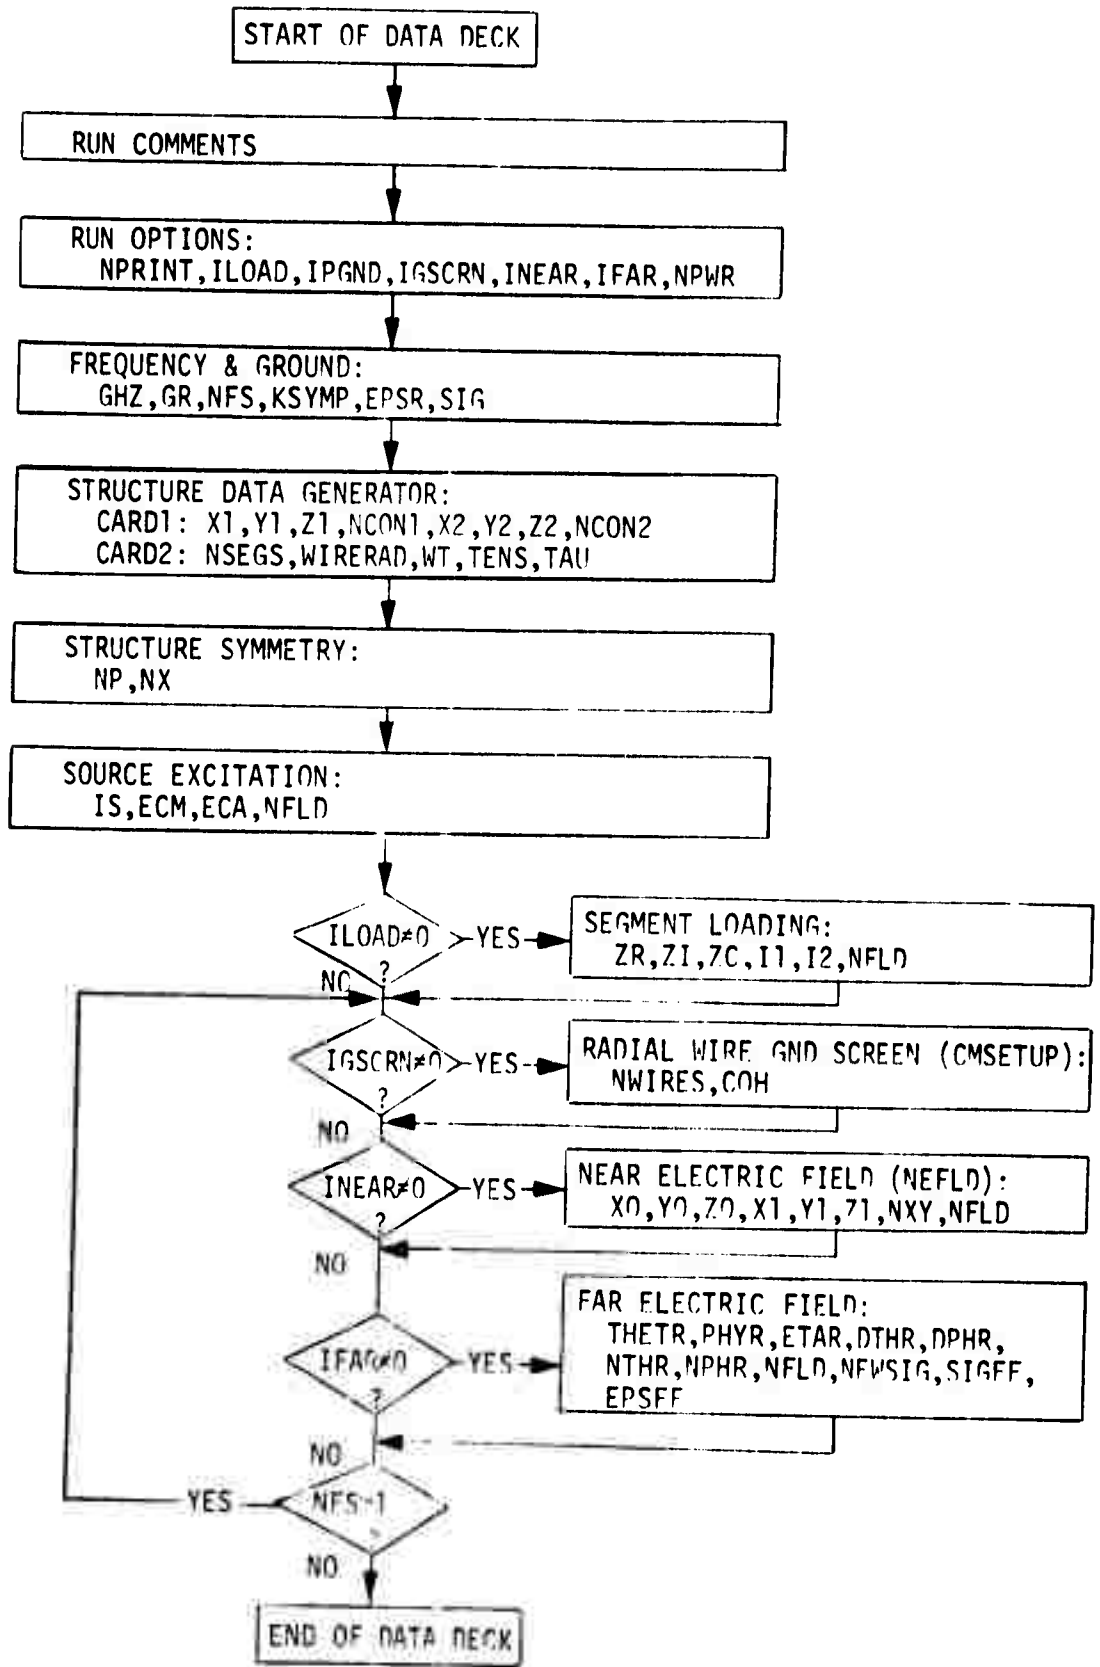 START OF DATA DECK
RUN COMMENTS
RUN OPTIONS:
NPRINT,ILOAD,IPGND,IGSCRN,INEAR,IFAR,NPWR
FREQUENCY & GROUND:
GHZ,GR,NFS,KSYMP,EPSR,SIG
STRUCTURE DATA GENERATOR:
CARD1: X1,Y1,Z1,NCON1,X2,Y2,Z2,NCON2
CARD2: NSEGS,WIRERAD,WT,TENS,TAU
STRUCTURE SYMMETRY:
NP,NX
SOURCE EXCITATION:
IS,ECM,ECA,NFLD
ILOAD≠0
?
YES
SEGMENT LOADING:
ZR,ZI,ZC,I1,I2,NFLD
NO
IGSCRN≠0
?
YES
RADIAL WIRE GND SCREEN (CMSETUP):
NWIRES,COH
NO
INEAR≠0
?
YES
NEAR ELECTRIC FIELD (NEFLD):
X0,Y0,Z0,X1,Y1,Z1,NXY,NFLD
NO
IFAR≠0
?
YES
FAR ELECTRIC FIELD:
THETR,PHYR,ETAR,DTHR,DPHR,
NTHR,NPHR,NFLD,NEWSIG,SIGFF,
EPSFF
NO
YES
NO
END OF DATA DECK